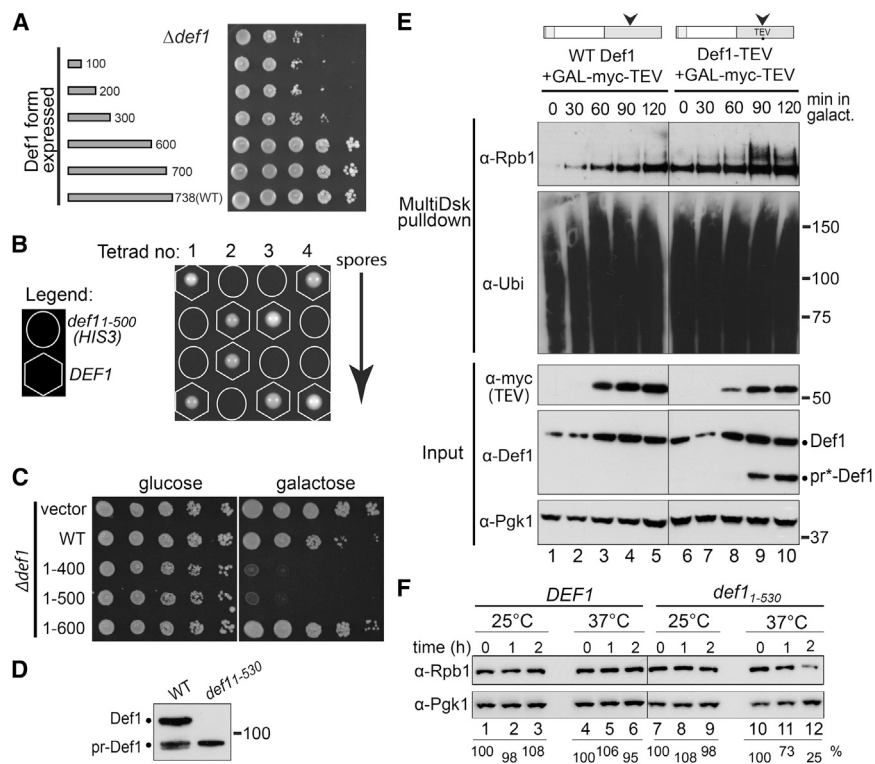 A
Δdef1
Def1 form
expressed
100
200
300
600
700
738(WT)
B
Tetrad no: 1 2 3 4
spores
Legend:
def1 1-500
(HIS3)
DEF1
C
glucose galactose
Δdef1
vector
WT
1-400
1-500
1-600
D
WT def1 1-530
Def1
pr-Def1
100
E
TEV
WT Def1 Def1-TEV
+GAL-myc-TEV +GAL-myc-TEV
0 30 60 90 120 0 30 60 90 120 min in
galact.
MultiDsk
pulldown
α-Rpb1
α-Ubi
150
100
75
Input
α-myc
(TEV)
50
α-Def1
Def1
pr*-Def1
α-Pgk1
37
1 2 3 4 5 6 7 8 9 10
F
DEF1 def1 1-530
25°C 37°C 25°C 37°C
time (h) 0 1 2 0 1 2 0 1 2 0 1 2
α-Rpb1
α-Pgk1
1 2 3 4 5 6 7 8 9 10 11 12
100 98 108 100 106 95 100 108 98 100 73 25 %